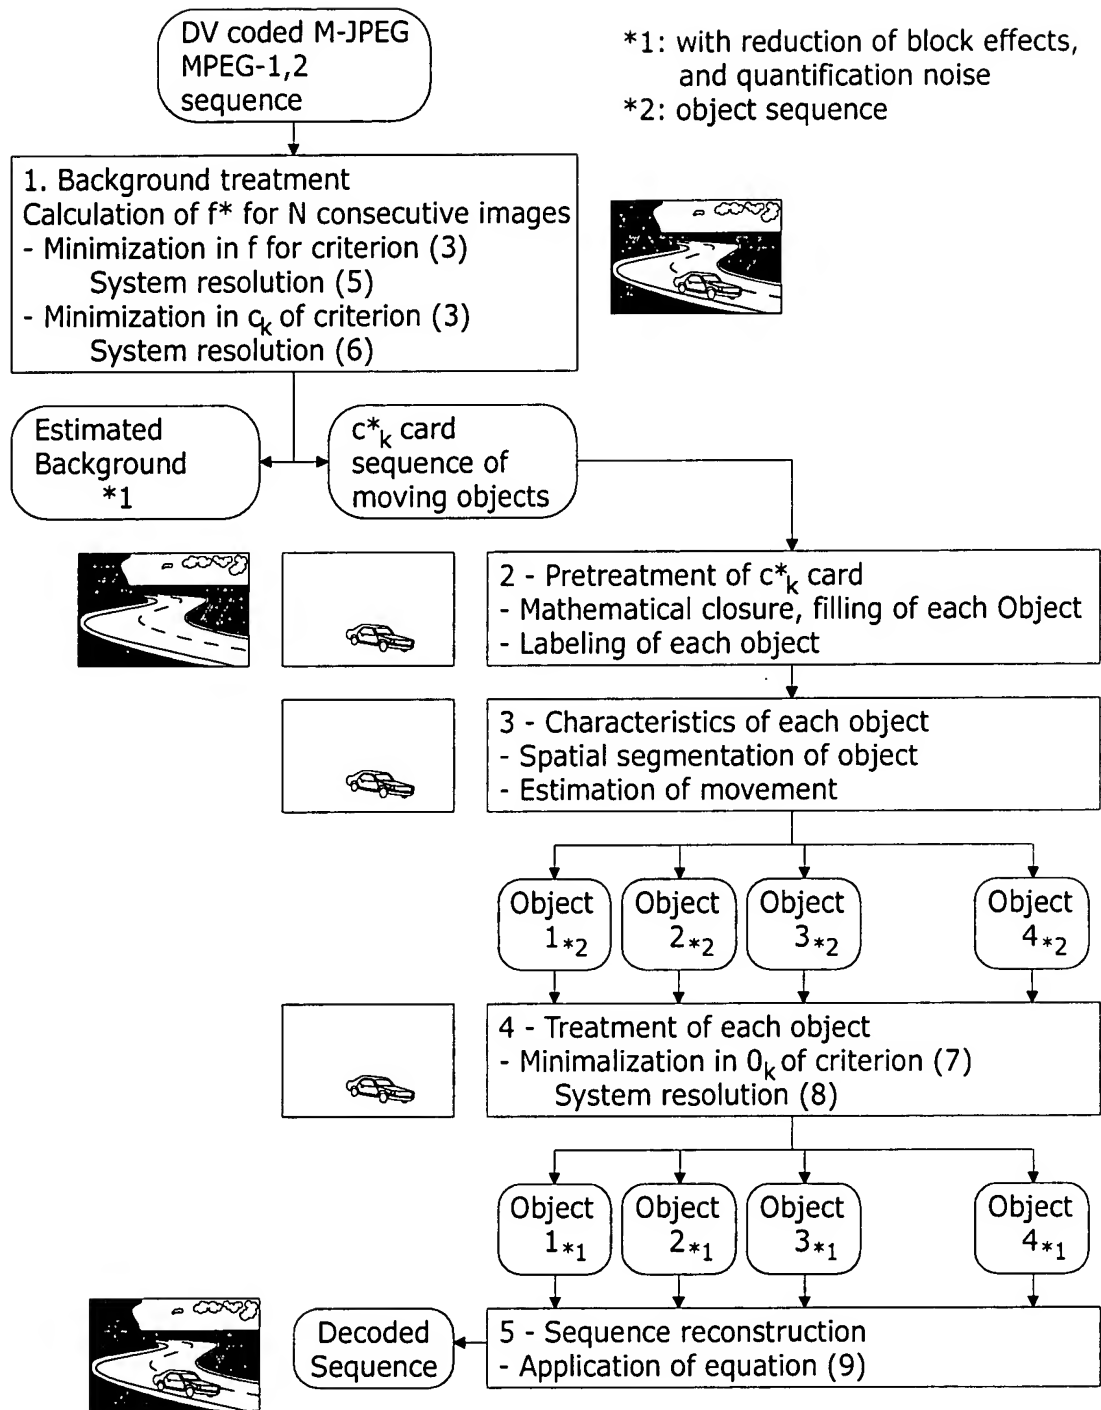 DV coded M-JPEG
MPEG-1,2
sequence
*1: with reduction of block effects,
and quantification noise
*2: object sequence
1. Background treatment
Calculation of f* for N consecutive images
- Minimization in f for criterion (3)
System resolution (5)
- Minimization in ck of criterion (3)
System resolution (6)
Estimated
Background
*1
c*k card
sequence of
moving objects
2 - Pretreatment of c*k card
- Mathematical closure, filling of each Object
- Labeling of each object
3 - Characteristics of each object
- Spatial segmentation of object
- Estimation of movement
Object
1*2
Object
2*2
Object
3*2
Object
4*2
4 - Treatment of each object
- Minimalization in 0k of criterion (7)
System resolution (8)
Object
1*1
Object
2*1
Object
3*1
Object
4*1
Decoded
Sequence
5 - Sequence reconstruction
- Application of equation (9)